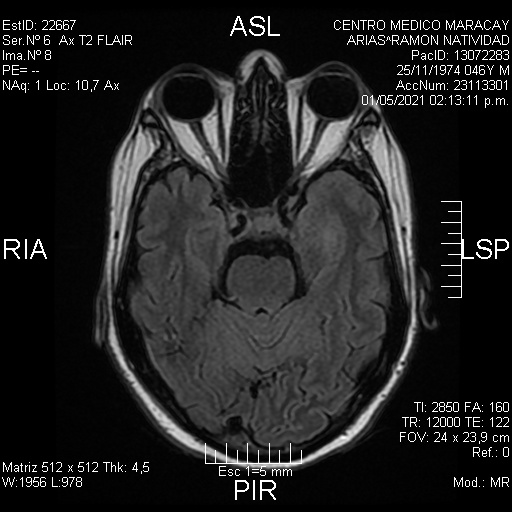 EstID: 22667
Ser.Nº 6 Ax T2 FLAIR
Ima.Nº 8
PE= --
NAq: 1 Loc: 10,7 Ax
ASL
CENTRO MEDICO MARACAY
ARIAS^RAMON NATIVIDAD
PacID: 13072283
25/11/1974 046Y M
AccNum: 23113301
01/05/2021 02:13:11 p.m.
RIA
LSP
TI: 2850 FA: 160
TR: 12000 TE: 122
FOV: 24 x 23,9 cm
Ref.: 0
Mod.: MR
Matriz 512 x 512 Thk: 4,5
W:1956 L:978
Esc 1=5 mm
PIR